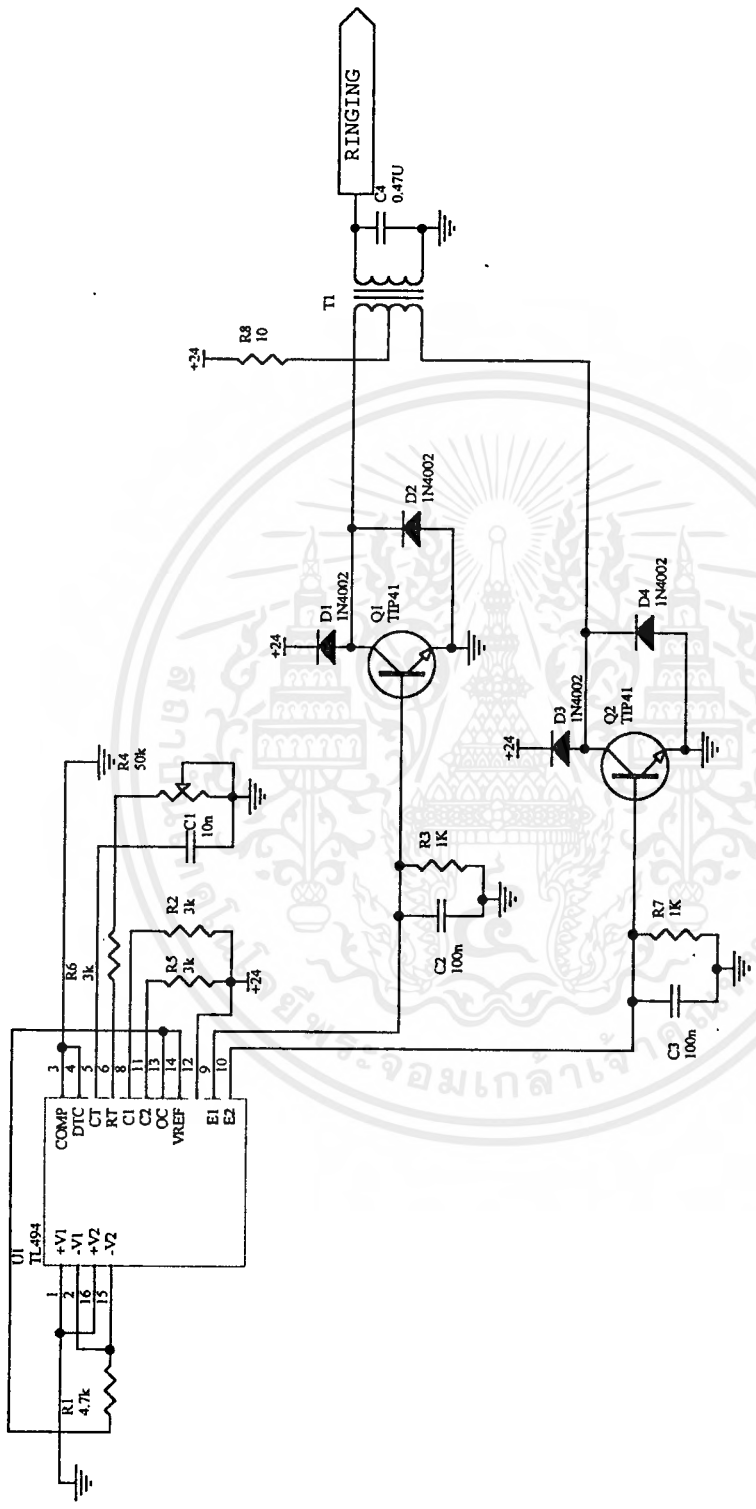 RINGING
C4
0.47U
T1
R8
10
+24
D2
1N4002
D1
1N4002
+24
Q1
TIP41
D4
1N4002
D3
1N4002
+24
Q2
TIP41
R4
50k
C1
10n
R3
1K
C2
100n
R7
1K
C3
100n
R6
3k
R2
3k
R5
3k
+24
U1
TL494
3
4
5
6
8
11
13
14
12
9
10
COMP
DTC
CT
RT
C1
C2
OC
VREF
E1
E2
+V1
-V1
+V2
-V2
1
2
16
15
R1
4.7k